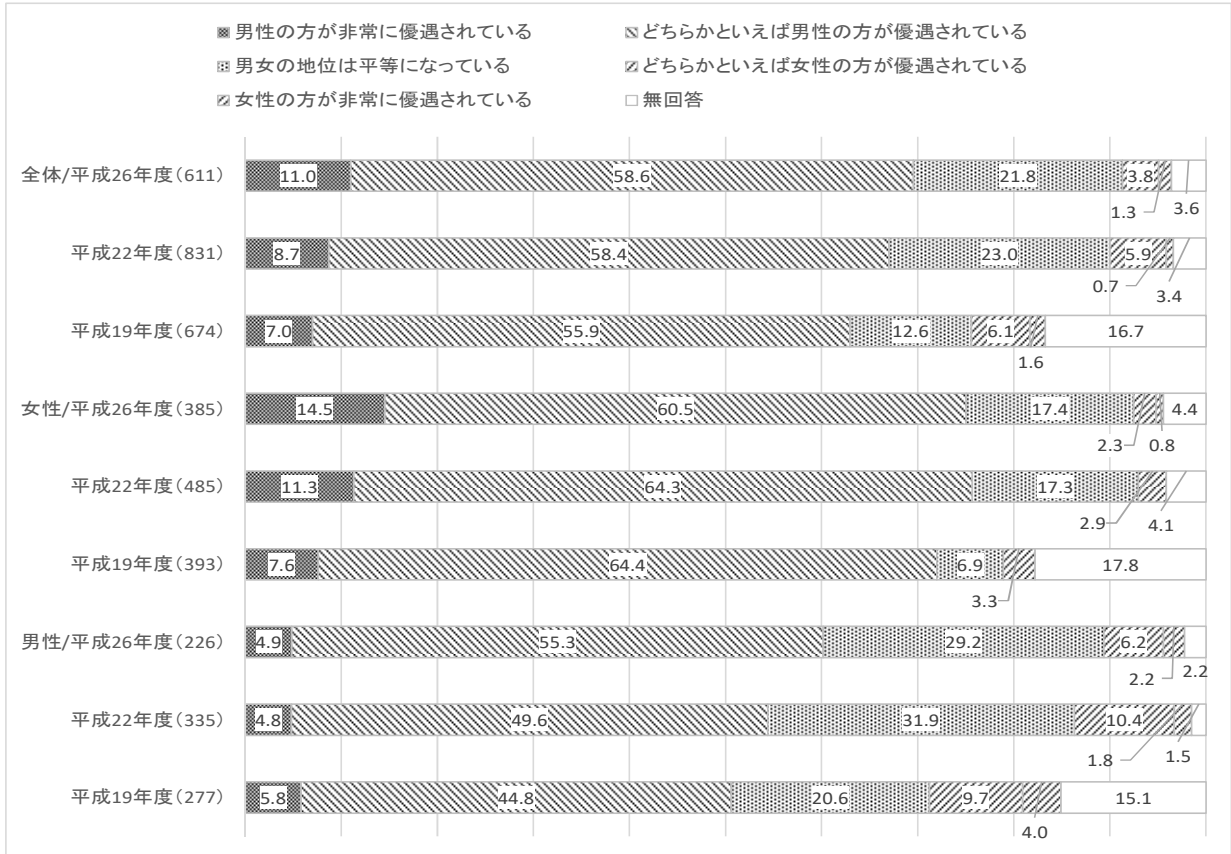 男性の方が非常に優遇されている どちらかといえば男性の方が優遇されている
男女の地位は平等になっている どちらかといえば女性の方が優遇されている
女性の方が非常に優遇されている 無回答
全体/平成26年度(611) 11.0 58.6 21.8 3.8 1.3 3.6
平成22年度(831) 8.7 58.4 23.0 5.9 0.7 3.4
平成19年度(674) 7.0 55.9 12.6 6.1 1.6 16.7
女性/平成26年度(385) 14.5 60.5 17.4 2.3 0.8 4.4
平成22年度(485) 11.3 64.3 17.3 2.9 4.1
平成19年度(393) 7.6 64.4 6.9 3.3 17.8
男性/平成26年度(226) 4.9 55.3 29.2 6.2 2.2 2.2
平成22年度(335) 4.8 49.6 31.9 10.4 1.8 1.5
平成19年度(277) 5.8 44.8 20.6 9.7 4.0 15.1